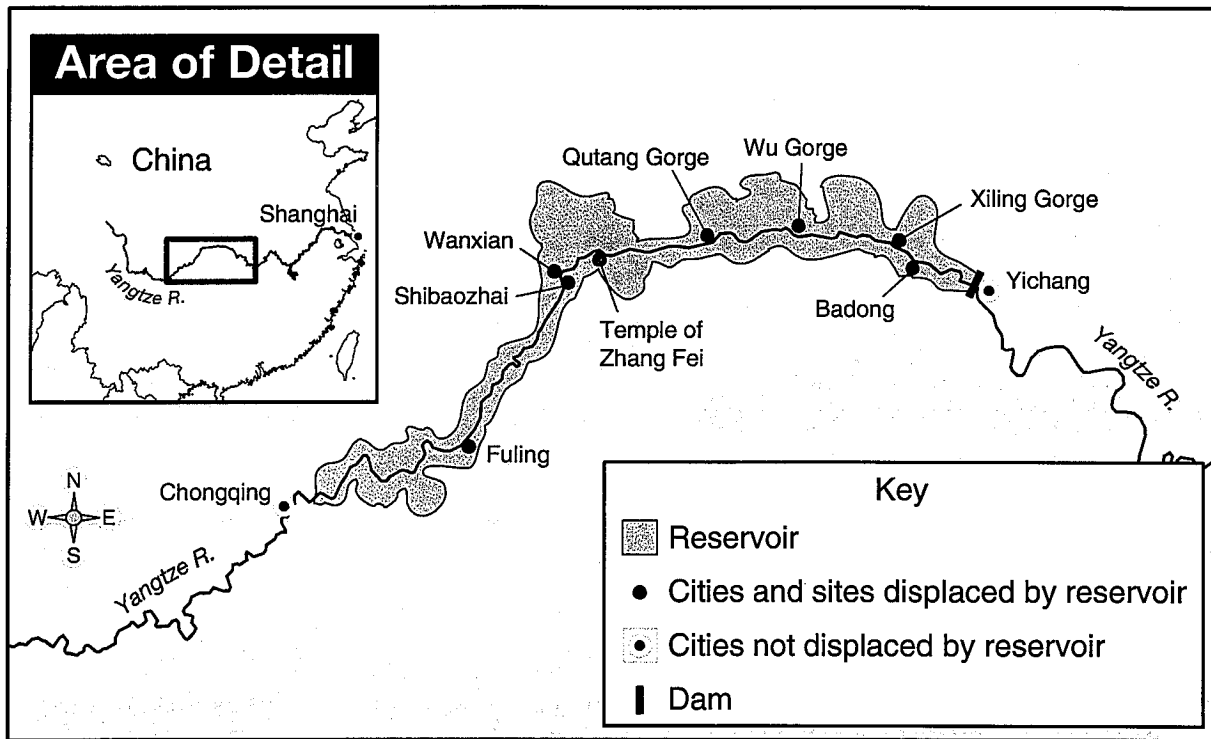 Area of Detail
China
Shanghai
Yangtze R.
Qutang Gorge
Wu Gorge
Xiling Gorge
Wanxian
Shibaozhai
Temple of
Zhang Fei
Badong
Yichang
Yangtze R.
Fuling
Chongqing
N
W
E
S
Yangtze R.
Key
Reservoir
Cities and sites displaced by reservoir
Cities not displaced by reservoir
Dam